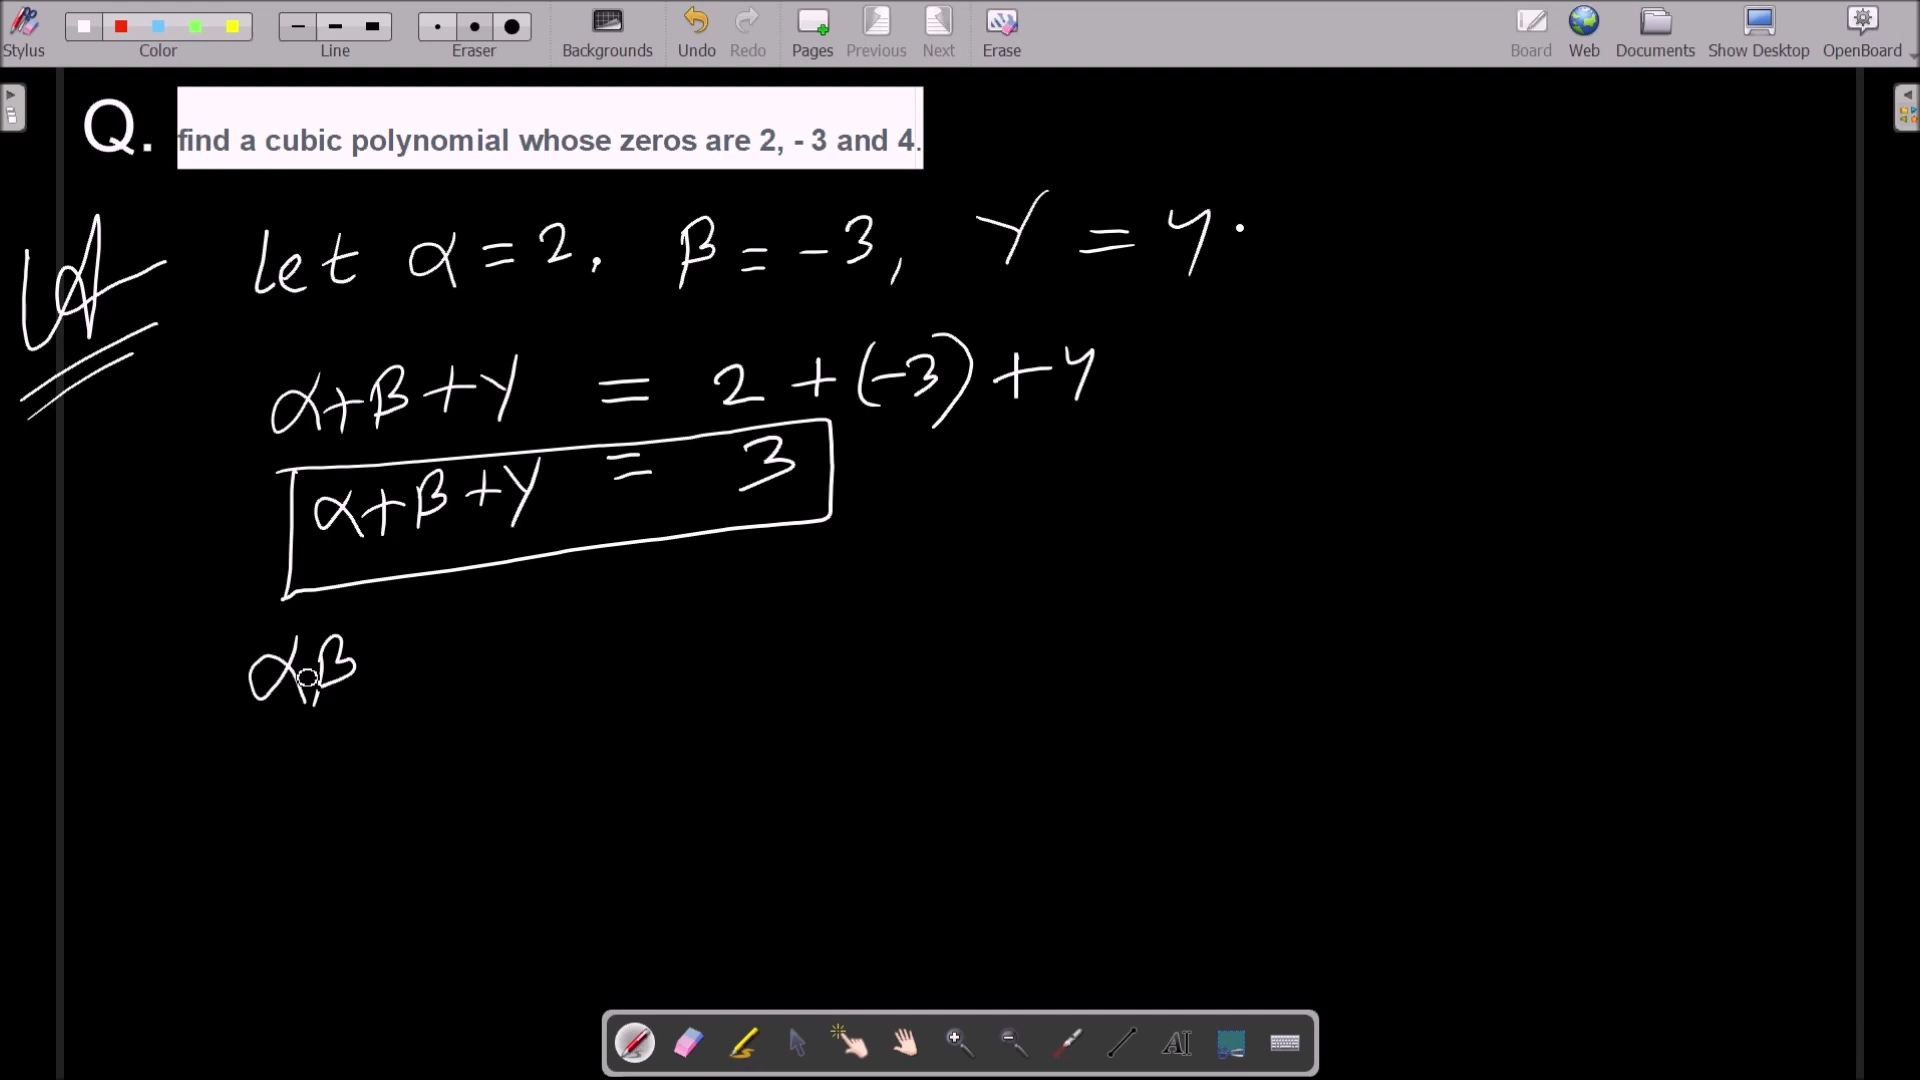 Stylus Color Line Eraser Backgrounds Undo Redo Pages Previous Next Erase Board Web Documents Show Desktop OpenBoard
Q. find a cubic polynomial whose zeros are 2, - 3 and 4.
let α = 2, β = -3, γ = 4.
α+β+γ = 2 + (-3) + 4
α+β+γ = 3
αβ
AI